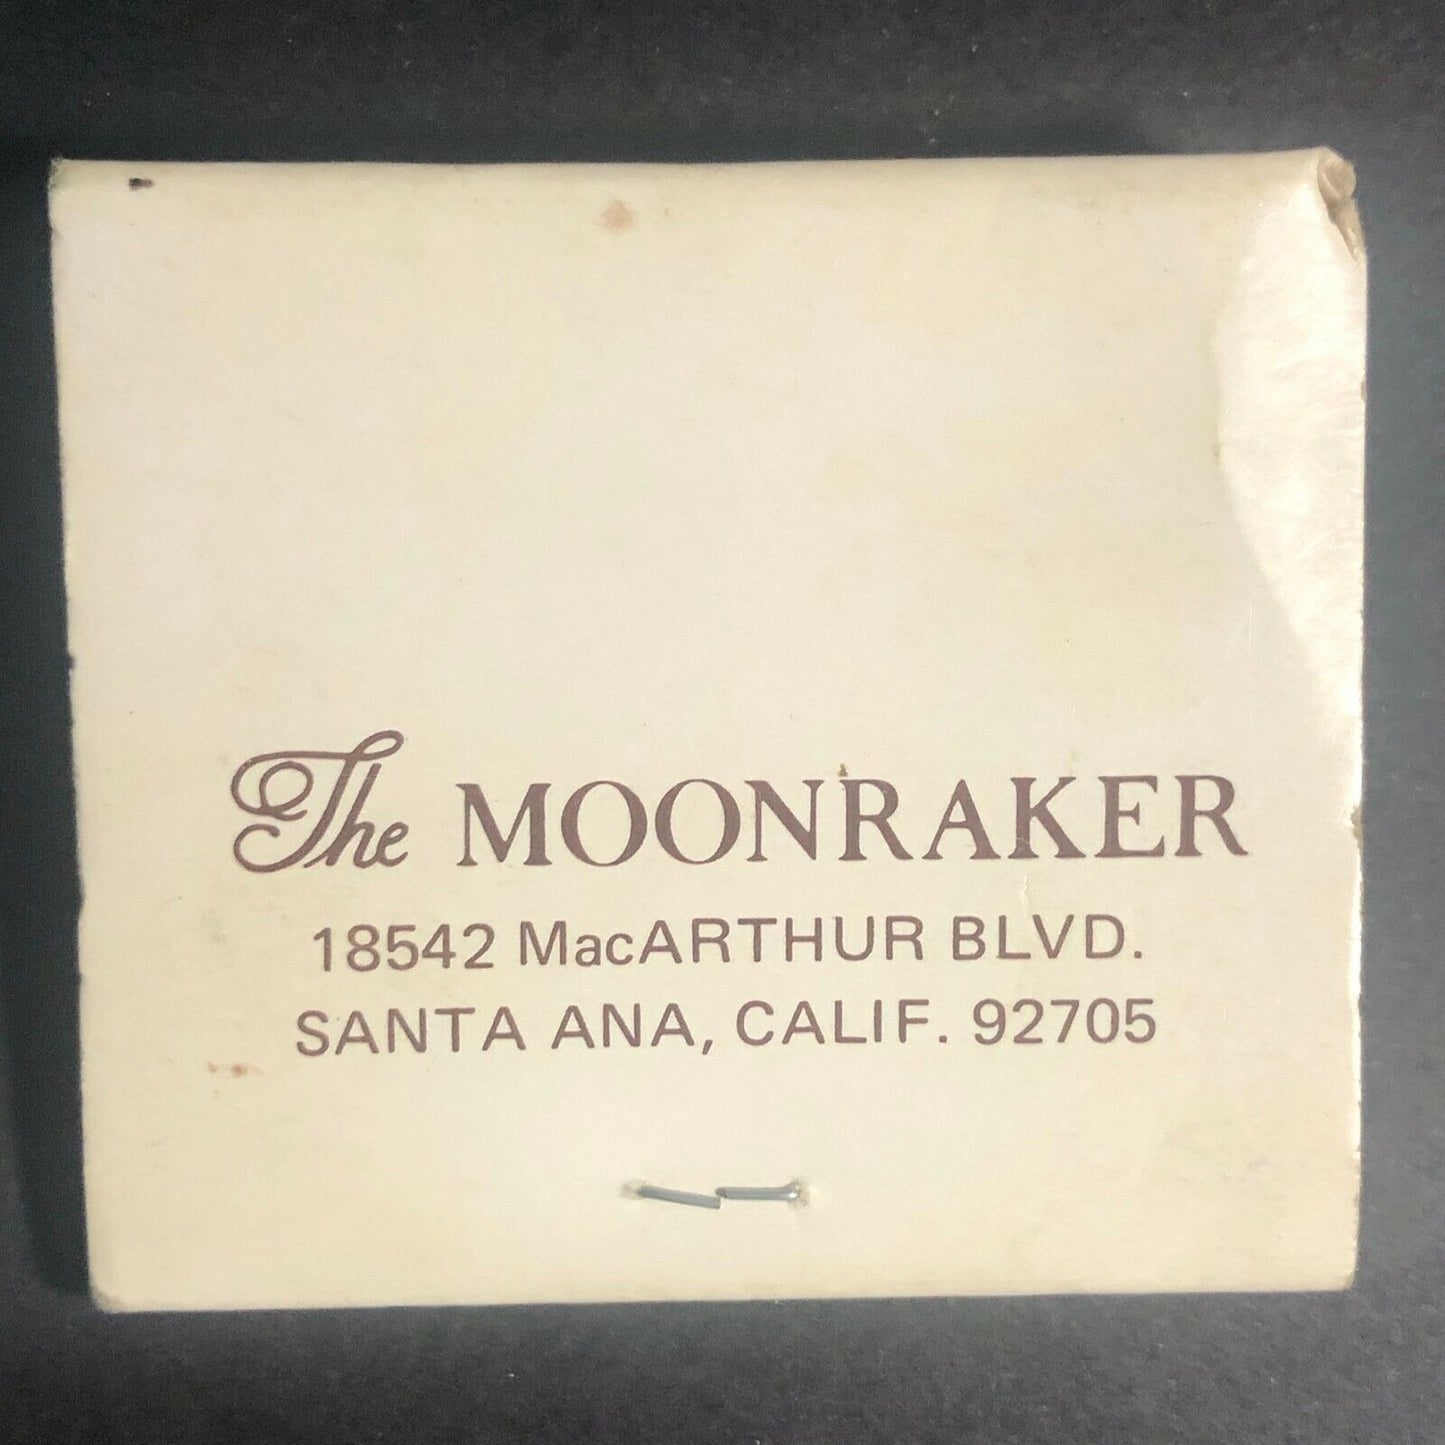 The MOONRAKER
18542 MacARTHUR BLVD.
SANTA ANA, CALIF. 92705